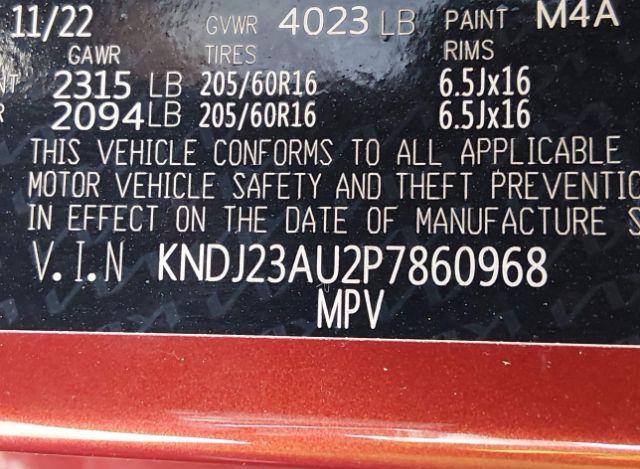 11/22 GVWR 4023 LB PAINT M4A
GAWR TIRES RIMS
NT 2315 LB 205/60R16 6.5Jx16
R 2094 LB 205/60R16 6.5Jx16
THIS VEHICLE CONFORMS TO ALL APPLICABLE
MOTOR VEHICLE SAFETY AND THEFT PREVENTIO
IN EFFECT ON THE DATE OF MANUFACTURE S
V.I.N KNDJ23AU2P7860968
MPV